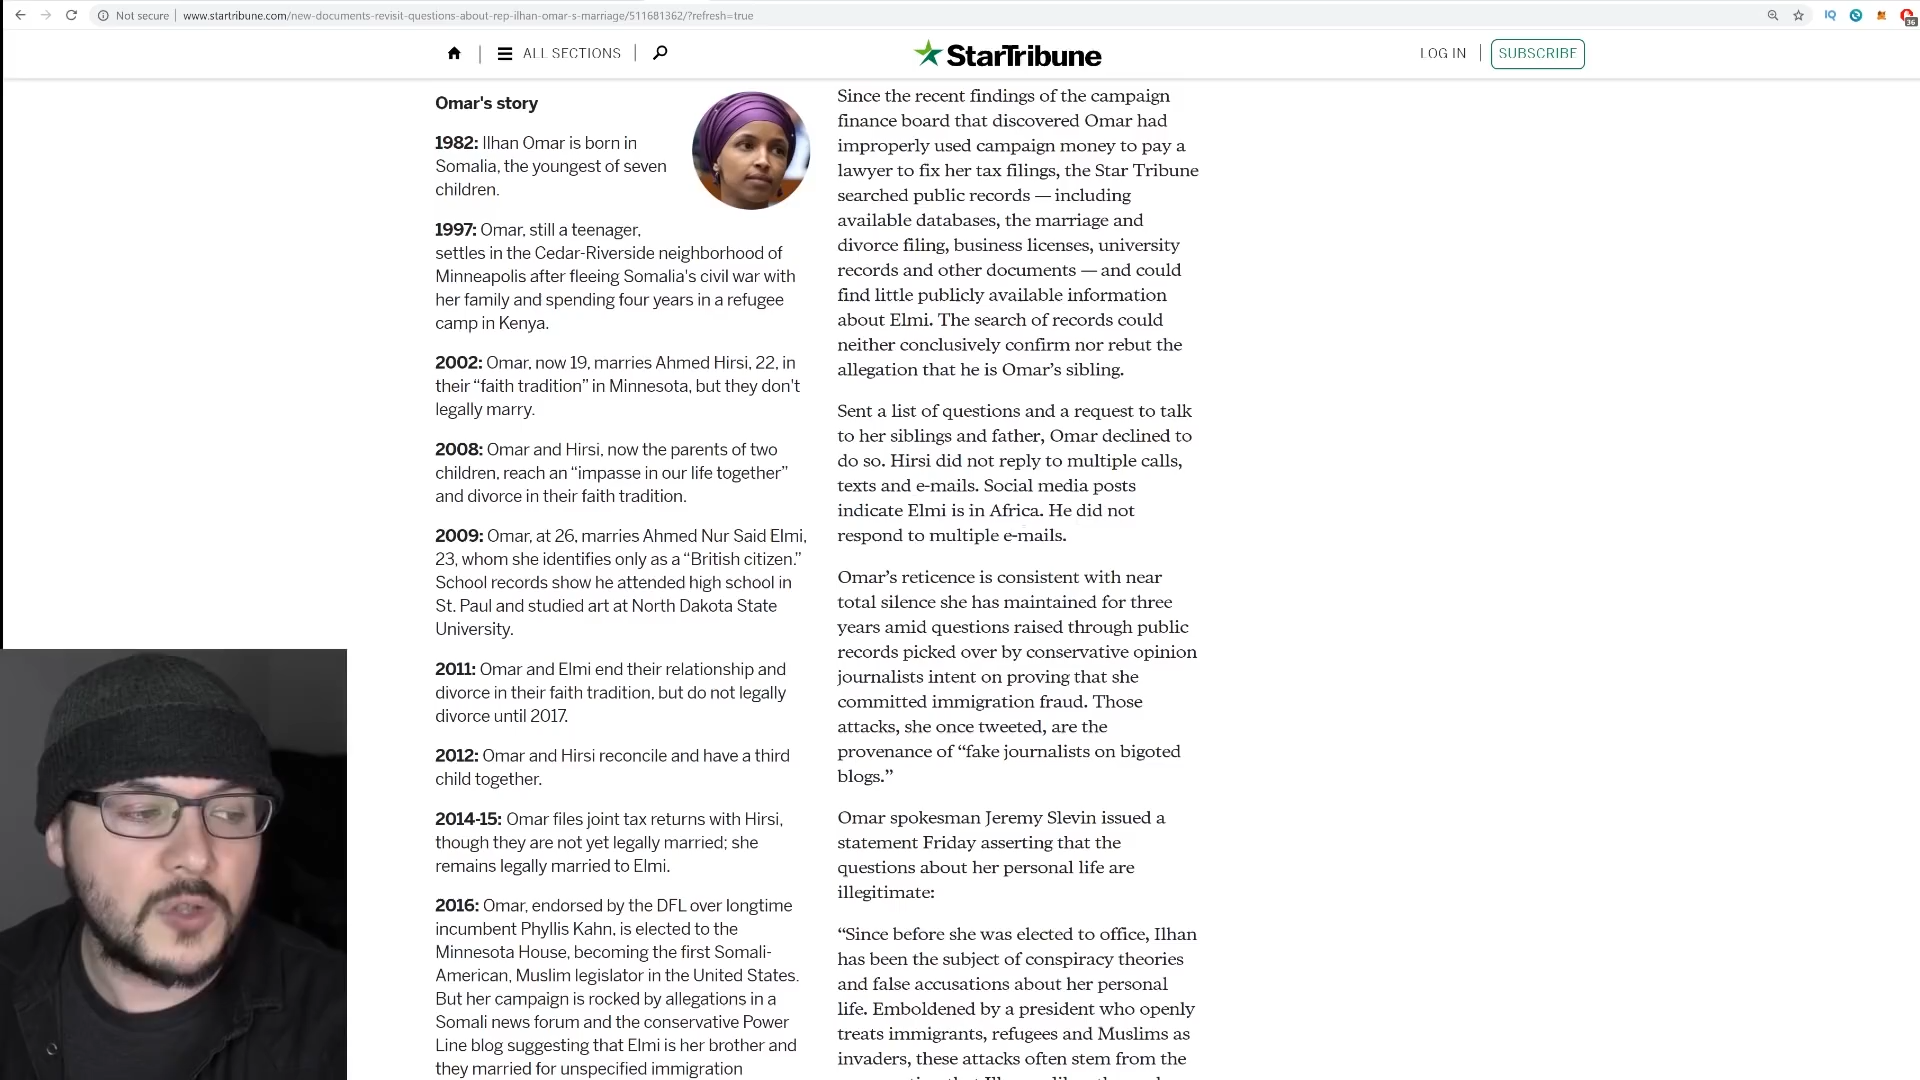 Not secure | www.startribune.com/new-documents-revisit-questions-about-rep-ilhan-omar-s-marriage/511681362/?refresh=true
IQ
36
ALL SECTIONS
StarTribune
LOG IN
SUBSCRIBE
Omar's story
1982: Ilhan Omar is born in
Somalia, the youngest of seven
children.
1997: Omar, still a teenager,
settles in the Cedar-Riverside neighborhood of
Minneapolis after fleeing Somalia's civil war with
her family and spending four years in a refugee
camp in Kenya.
2002: Omar, now 19, marries Ahmed Hirsi, 22, in
their “faith tradition” in Minnesota, but they don't
legally marry.
2008: Omar and Hirsi, now the parents of two
children, reach an “impasse in our life together”
and divorce in their faith tradition.
2009: Omar, at 26, marries Ahmed Nur Said Elmi,
23, whom she identifies only as a “British citizen.”
School records show he attended high school in
St. Paul and studied art at North Dakota State
University.
2011: Omar and Elmi end their relationship and
divorce in their faith tradition, but do not legally
divorce until 2017.
2012: Omar and Hirsi reconcile and have a third
child together.
2014-15: Omar files joint tax returns with Hirsi,
though they are not yet legally married; she
remains legally married to Elmi.
2016: Omar, endorsed by the DFL over longtime
incumbent Phyllis Kahn, is elected to the
Minnesota House, becoming the first Somali-
American, Muslim legislator in the United States.
But her campaign is rocked by allegations in a
Somali news forum and the conservative Power
Line blog suggesting that Elmi is her brother and
they married for unspecified immigration
Since the recent findings of the campaign
finance board that discovered Omar had
improperly used campaign money to pay a
lawyer to fix her tax filings, the Star Tribune
searched public records — including
available databases, the marriage and
divorce filing, business licenses, university
records and other documents — and could
find little publicly available information
about Elmi. The search of records could
neither conclusively confirm nor rebut the
allegation that he is Omar’s sibling.
Sent a list of questions and a request to talk
to her siblings and father, Omar declined to
do so. Hirsi did not reply to multiple calls,
texts and e-mails. Social media posts
indicate Elmi is in Africa. He did not
respond to multiple e-mails.
Omar’s reticence is consistent with near
total silence she has maintained for three
years amid questions raised through public
records picked over by conservative opinion
journalists intent on proving that she
committed immigration fraud. Those
attacks, she once tweeted, are the
provenance of “fake journalists on bigoted
blogs.”
Omar spokesman Jeremy Slevin issued a
statement Friday asserting that the
questions about her personal life are
illegitimate:
“Since before she was elected to office, Ilhan
has been the subject of conspiracy theories
and false accusations about her personal
life. Emboldened by a president who openly
treats immigrants, refugees and Muslims as
invaders, these attacks often stem from the